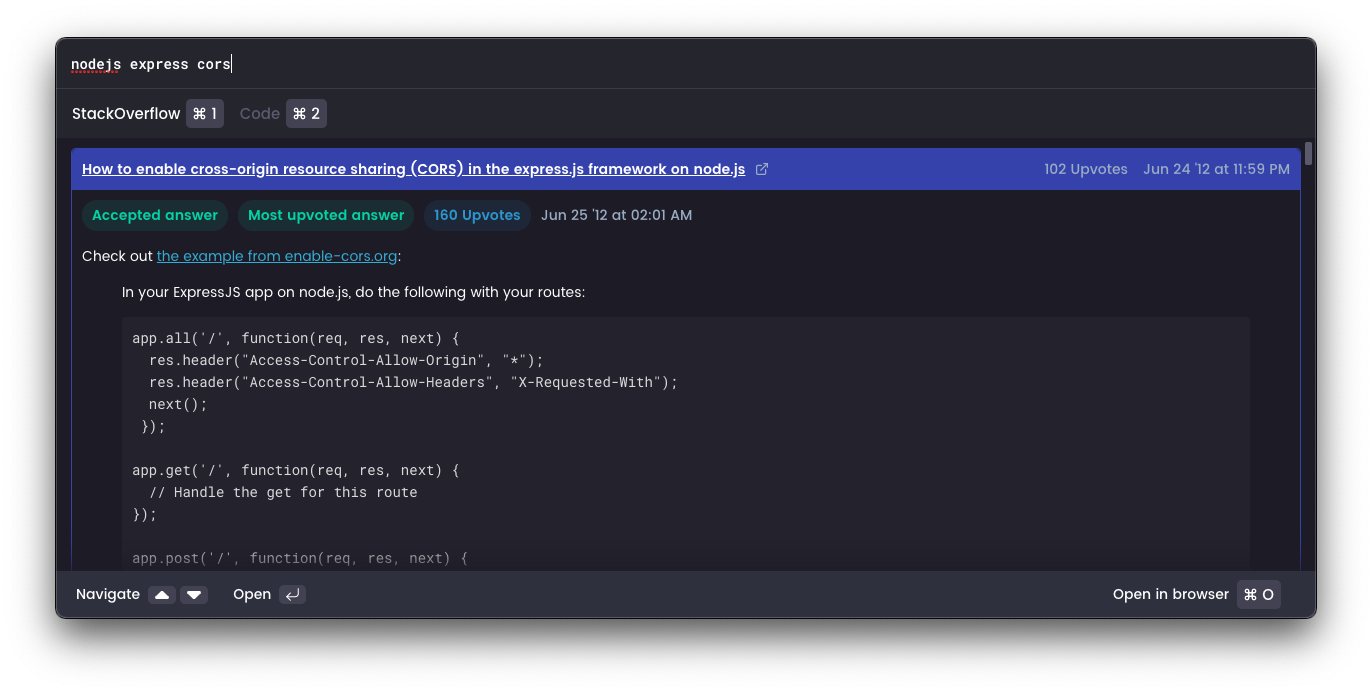 nodejs express cors
StackOverflow ⌘ 1 Code ⌘ 2
How to enable cross-origin resource sharing (CORS) in the express.js framework on node.js 102 Upvotes Jun 24 '12 at 11:59 PM
Accepted answer Most upvoted answer 160 Upvotes Jun 25 '12 at 02:01 AM
Check out the example from enable-cors.org:
In your ExpressJS app on node.js, do the following with your routes:
app.all('/', function(req, res, next) {
  res.header("Access-Control-Allow-Origin", "*");
  res.header("Access-Control-Allow-Headers", "X-Requested-With");
  next();
 });
app.get('/', function(req, res, next) {
  // Handle the get for this route
});
app.post('/', function(req, res, next) {
Navigate Open Open in browser ⌘ O